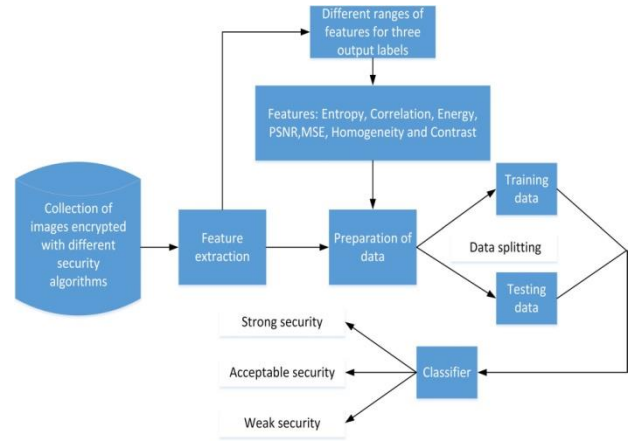 Different ranges of
features for three
output labels
Features: Entropy, Correlation, Energy,
PSNR,MSE, Homogeneity and Contrast
Collection of
images encrypted
with different
security
algorithms
Feature
extraction
Preparation of
data
Training
data
Data splitting
Testing
data
Classifier
Strong security
Acceptable security
Weak security